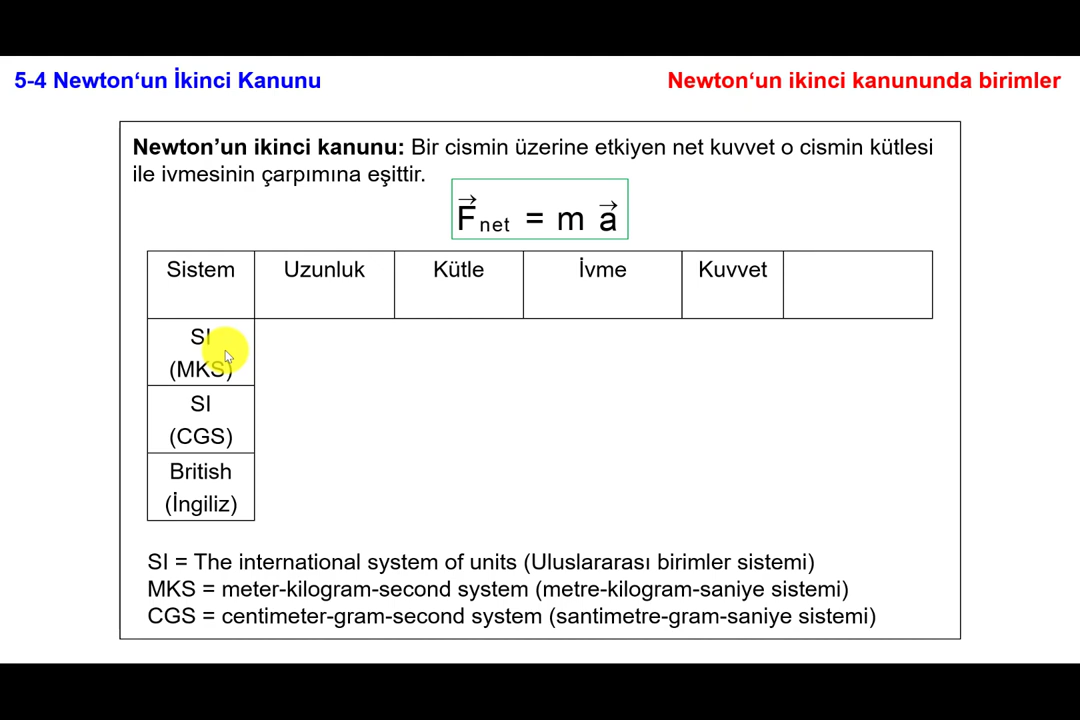 5-4 Newton‘un İkinci Kanunu
Newton‘un ikinci kanununda birimler
Newton’un ikinci kanunu: Bir cismin üzerine etkiyen net kuvvet o cismin kütlesi
ile ivmesinin çarpımına eşittir.
F⃗net = m a⃗
Sistem Uzunluk Kütle İvme Kuvvet
SI
(MKS)
SI
(CGS)
British
(İngiliz)
SI = The international system of units (Uluslararası birimler sistemi)
MKS = meter-kilogram-second system (metre-kilogram-saniye sistemi)
CGS = centimeter-gram-second system (santimetre-gram-saniye sistemi)